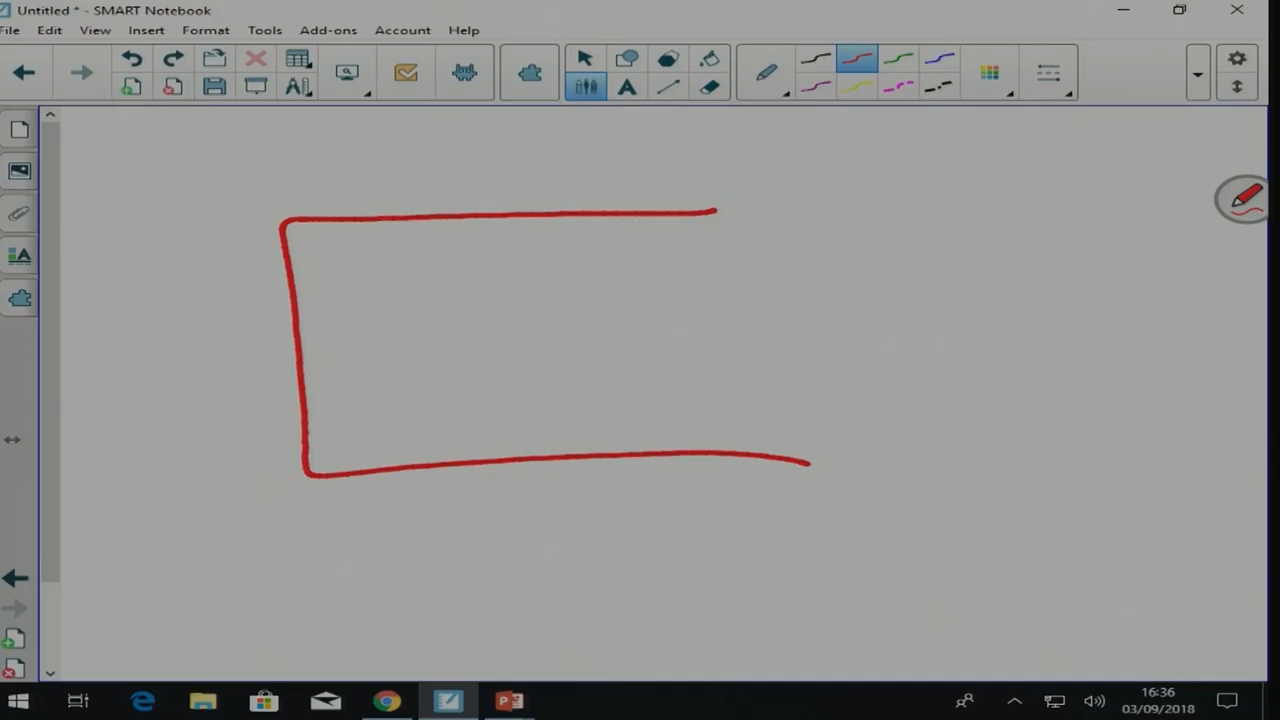 Untitled * - SMART Notebook
File Edit View Insert Format Tools Add-ons Account Help
16:36
03/09/2018